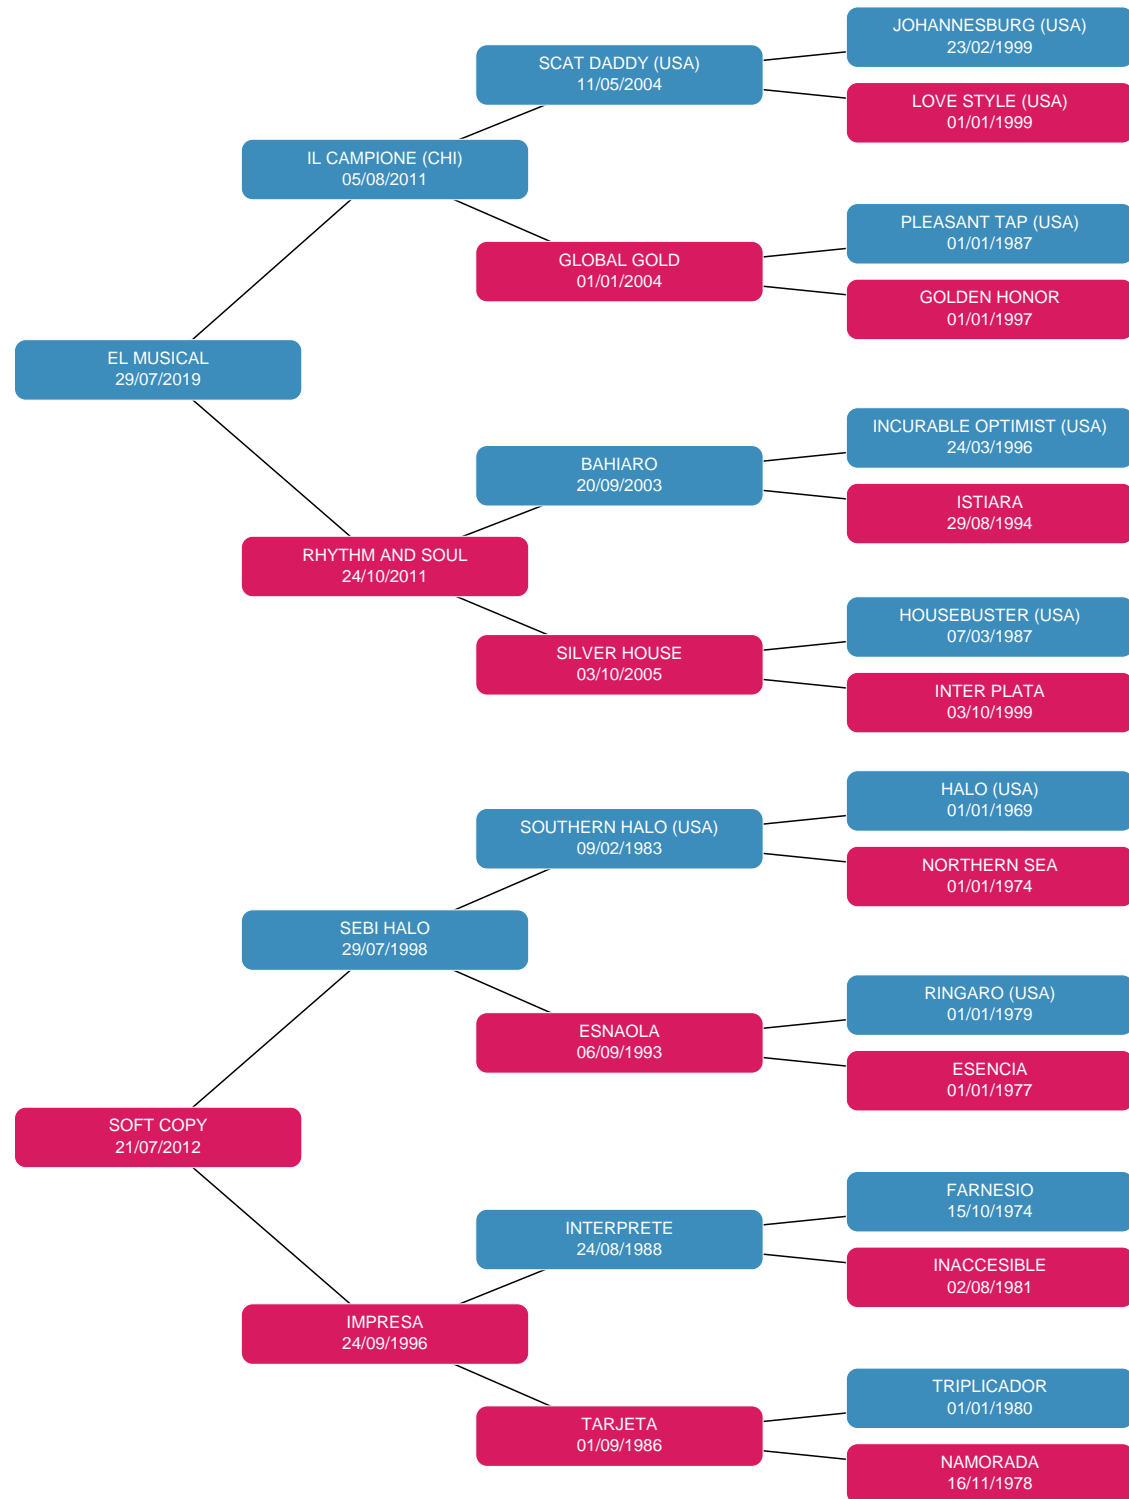 JOHANNESBURG (USA)
23/02/1999
SCAT DADDY (USA)
11/05/2004
LOVE STYLE (USA)
01/01/1999
IL CAMPIONE (CHI)
05/08/2011
PLEASANT TAP (USA)
01/01/1987
GLOBAL GOLD
01/01/2004
GOLDEN HONOR
01/01/1997
EL MUSICAL
29/07/2019
INCURABLE OPTIMIST (USA)
24/03/1996
BAHIARO
20/09/2003
ISTIARA
29/08/1994
RHYTHM AND SOUL
24/10/2011
HOUSEBUSTER (USA)
07/03/1987
SILVER HOUSE
03/10/2005
INTER PLATA
03/10/1999
HALO (USA)
01/01/1969
SOUTHERN HALO (USA)
09/02/1983
NORTHERN SEA
01/01/1974
SEBI HALO
29/07/1998
RINGARO (USA)
01/01/1979
ESNAOLA
06/09/1993
ESENCIA
01/01/1977
SOFT COPY
21/07/2012
FARNESIO
15/10/1974
INTERPRETE
24/08/1988
INACCESIBLE
02/08/1981
IMPRESA
24/09/1996
TRIPLICADOR
01/01/1980
TARJETA
01/09/1986
NAMORADA
16/11/1978